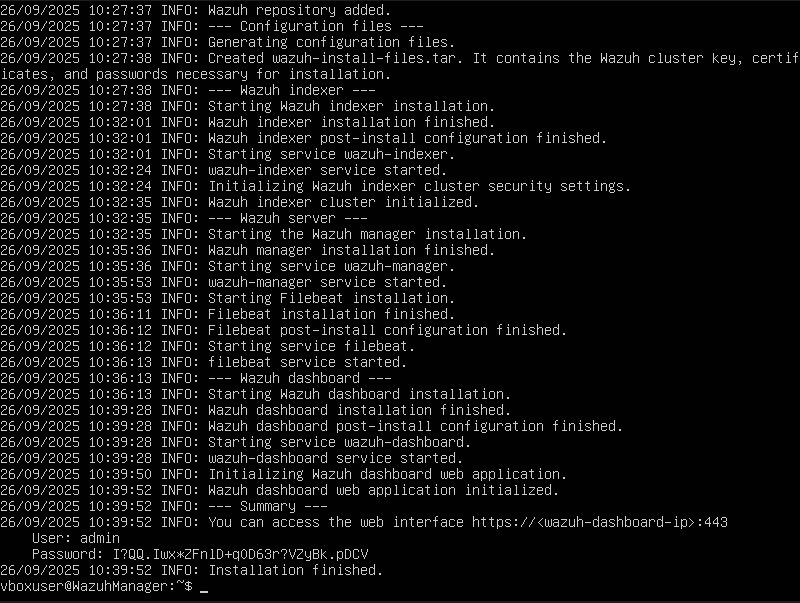 26/09/2025 10:27:37 INFO: Wazuh repository added.
26/09/2025 10:27:37 INFO: --- Configuration files ---
26/09/2025 10:27:37 INFO: Generating configuration files.
26/09/2025 10:27:38 INFO: Created wazuh-install-files.tar. It contains the Wazuh cluster key, certif
icates, and passwords necessary for installation.
26/09/2025 10:27:38 INFO: --- Wazuh indexer ---
26/09/2025 10:27:38 INFO: Starting Wazuh indexer installation.
26/09/2025 10:32:01 INFO: Wazuh indexer installation finished.
26/09/2025 10:32:01 INFO: Wazuh indexer post-install configuration finished.
26/09/2025 10:32:01 INFO: Starting service wazuh-indexer.
26/09/2025 10:32:24 INFO: wazuh-indexer service started.
26/09/2025 10:32:24 INFO: Initializing Wazuh indexer cluster security settings.
26/09/2025 10:32:35 INFO: Wazuh indexer cluster initialized.
26/09/2025 10:32:35 INFO: --- Wazuh server ---
26/09/2025 10:32:35 INFO: Starting the Wazuh manager installation.
26/09/2025 10:35:36 INFO: Wazuh manager installation finished.
26/09/2025 10:35:36 INFO: Starting service wazuh-manager.
26/09/2025 10:35:53 INFO: wazuh-manager service started.
26/09/2025 10:35:53 INFO: Starting Filebeat installation.
26/09/2025 10:36:11 INFO: Filebeat installation finished.
26/09/2025 10:36:12 INFO: Filebeat post-install configuration finished.
26/09/2025 10:36:12 INFO: Starting service filebeat.
26/09/2025 10:36:13 INFO: filebeat service started.
26/09/2025 10:36:13 INFO: --- Wazuh dashboard ---
26/09/2025 10:36:13 INFO: Starting Wazuh dashboard installation.
26/09/2025 10:39:28 INFO: Wazuh dashboard installation finished.
26/09/2025 10:39:28 INFO: Wazuh dashboard post-install configuration finished.
26/09/2025 10:39:28 INFO: Starting service wazuh-dashboard.
26/09/2025 10:39:28 INFO: wazuh-dashboard service started.
26/09/2025 10:39:50 INFO: Initializing Wazuh dashboard web application.
26/09/2025 10:39:52 INFO: Wazuh dashboard web application initialized.
26/09/2025 10:39:52 INFO: --- Summary ---
26/09/2025 10:39:52 INFO: You can access the web interface https://<wazuh-dashboard-ip>:443
User: admin
Password: I?QQ.Iwx*ZFnlD+qOD63r?VZyBk.pDCV
26/09/2025 10:39:52 INFO: Installation finished.
vboxuser@WazuhManager:~$ _